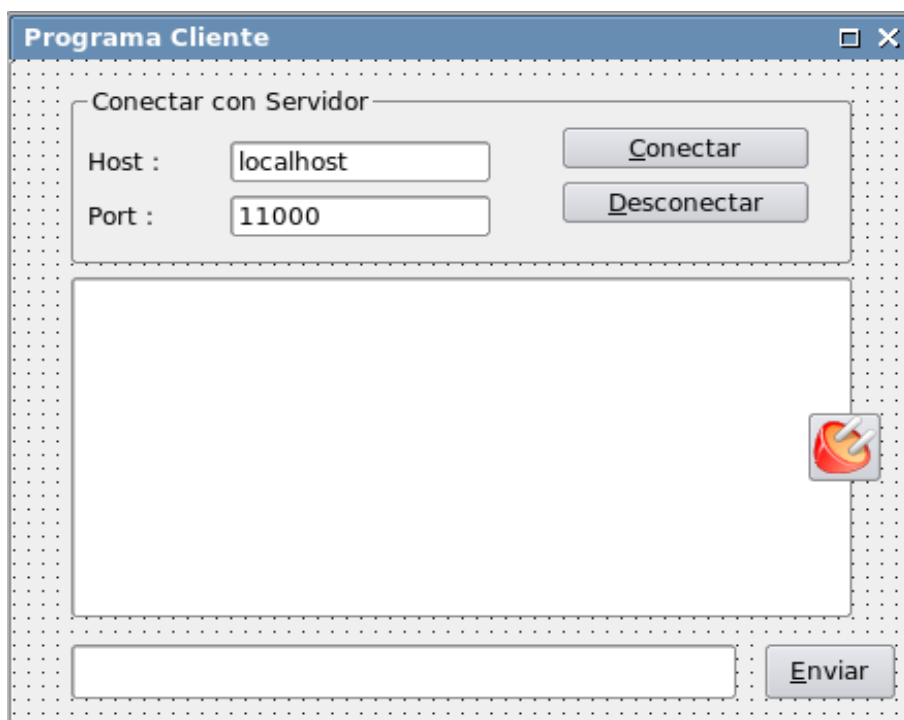 Programa Cliente
Conectar con Servidor
Host :
localhost
Conectar
Port :
11000
Desconectar
Enviar